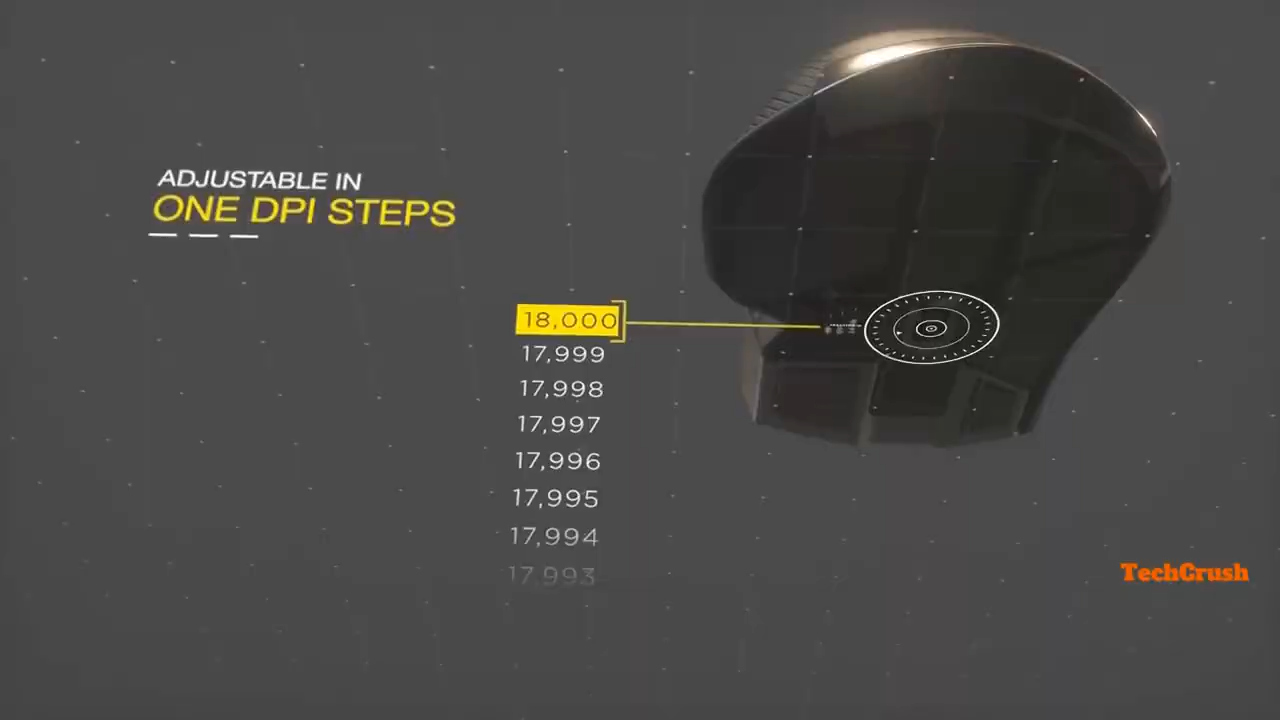 ADJUSTABLE IN
ONE DPI STEPS
18,000
17,999
17,998
17,997
17,996
17,995
17,994
17,993
TechCrush